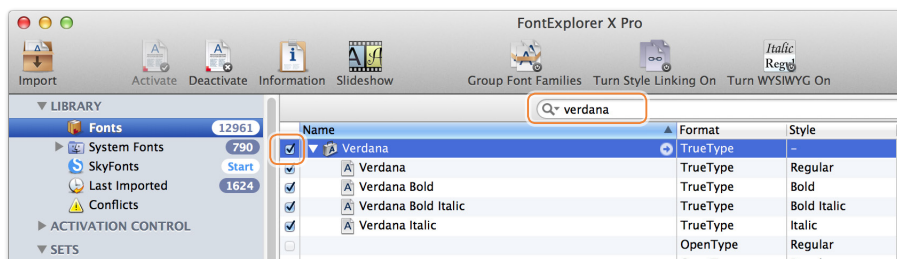 FontExplorer X Pro
Import Activate Deactivate Information Slideshow Group Font Families Turn Style Linking On Turn WYSIWYG On
LIBRARY
verdana
Fonts 12961
Name Format Style
System Fonts 790
Verdana TrueType –
SkyFonts Start
Verdana TrueType Regular
Last Imported 1624
Verdana Bold TrueType Bold
Conflicts
Verdana Bold Italic TrueType Bold Italic
ACTIVATION CONTROL
Verdana Italic TrueType Italic
SETS
OpenType Regular